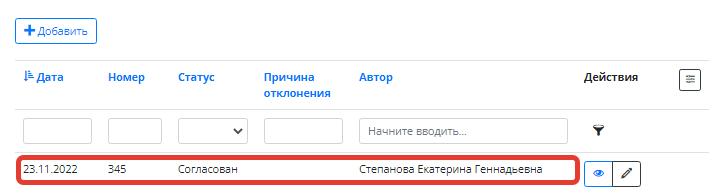 Добавить
Дата Номер Статус Причина отклонения Автор Действия
Начните вводить...
23.11.2022 345 Согласован Степанова Екатерина Геннадьевна